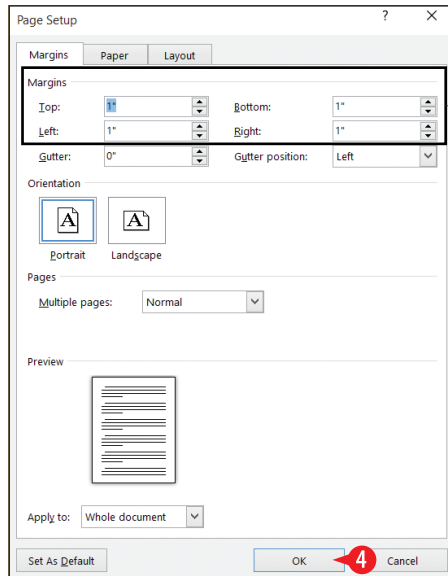 Page Setup ? ×
Margins Paper Layout
Margins
Top: 1" Bottom: 1"
Left: 1" Right: 1"
Gutter: 0" Gutter position: Left
Orientation
A A
Portrait Landscape
Pages
Multiple pages: Normal
Preview
Apply to: Whole document
Set As Default OK 4 Cancel